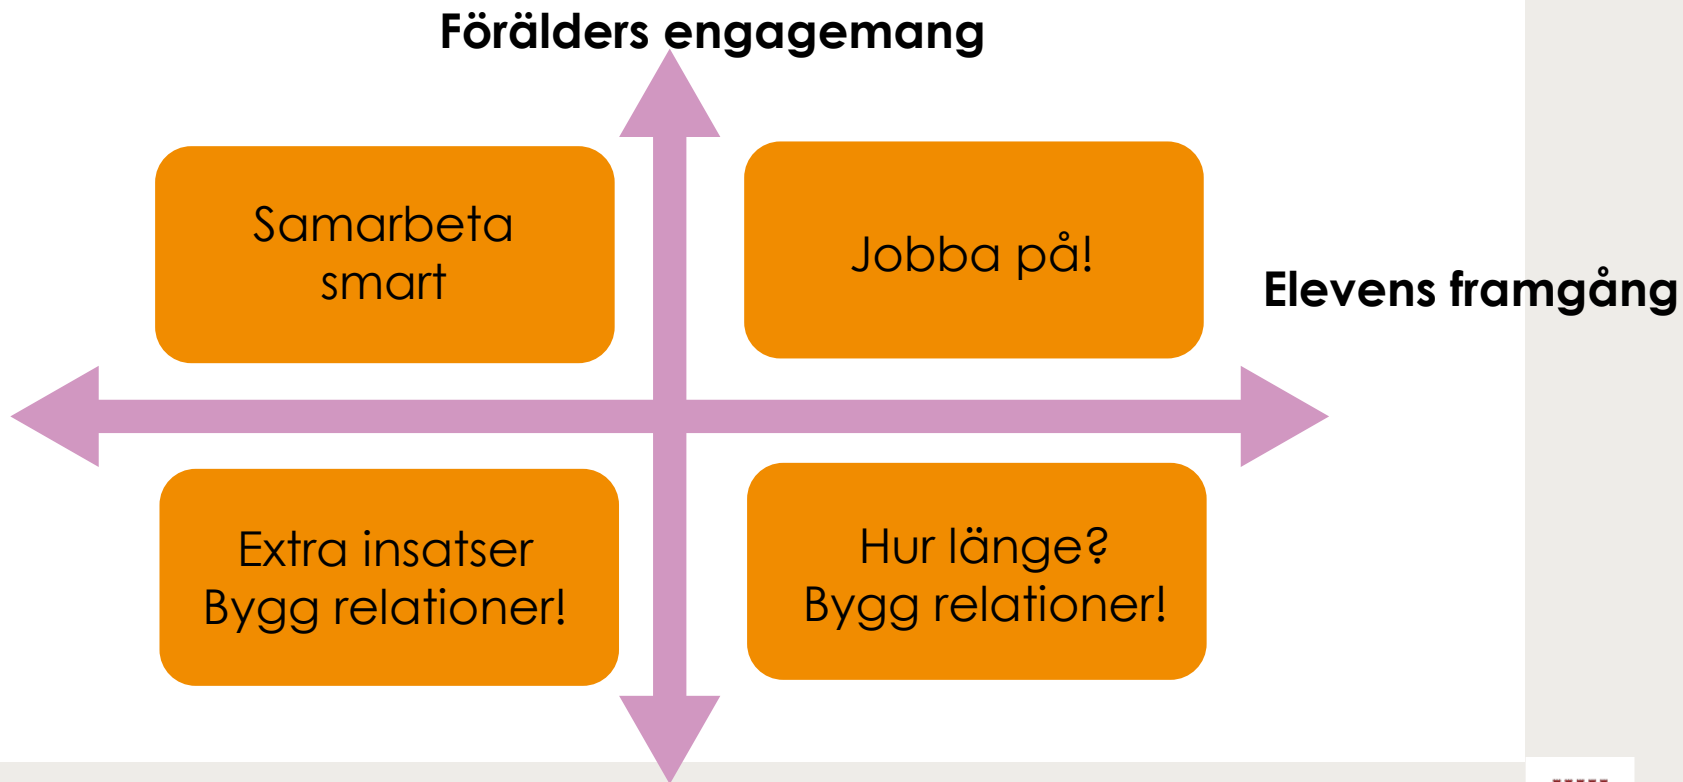 Förälders engagemang
Samarbeta
smart
Jobba på!
Elevens framgång
Extra insatser
Bygg relationer!
Hur länge?
Bygg relationer!